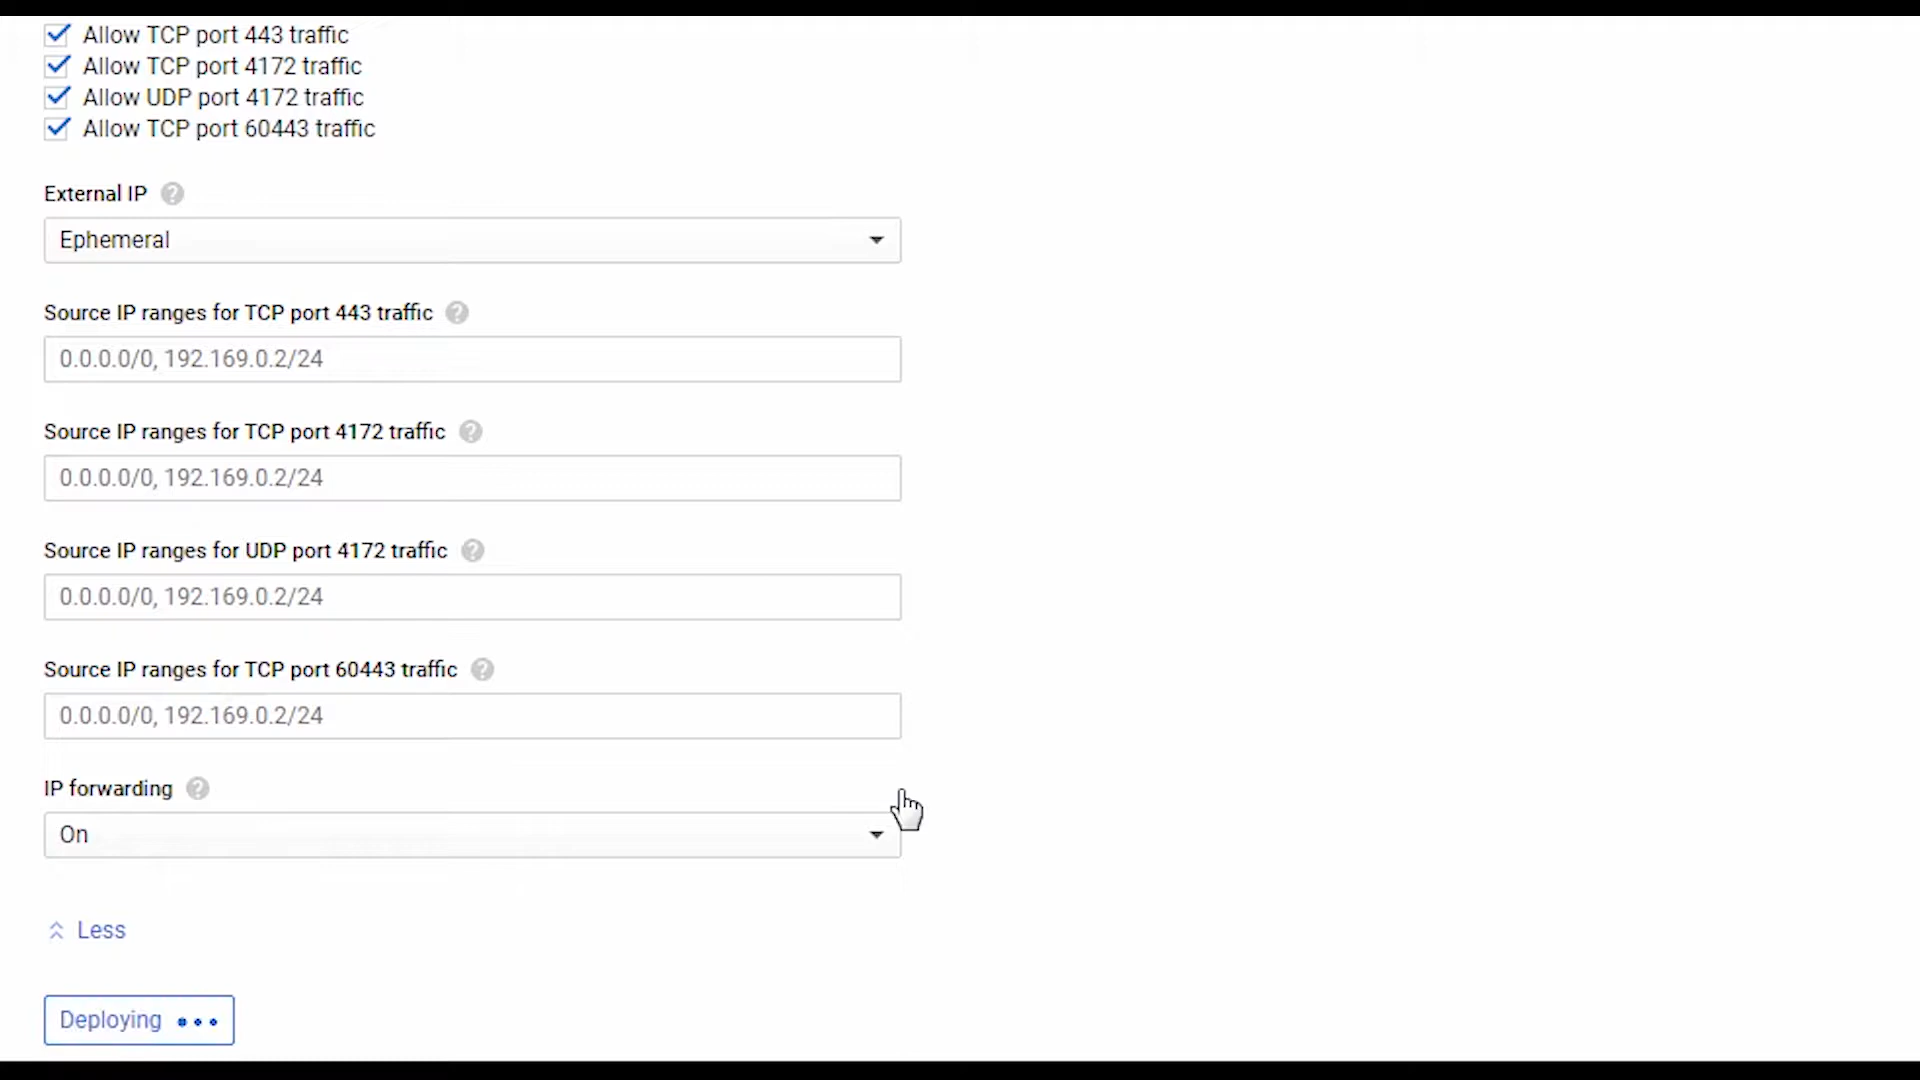 Allow TCP port 443 traffic
Allow TCP port 4172 traffic
Allow UDP port 4172 traffic
Allow TCP port 60443 traffic
External IP ?
Ephemeral
Source IP ranges for TCP port 443 traffic ?
0.0.0.0/0, 192.169.0.2/24
Source IP ranges for TCP port 4172 traffic ?
0.0.0.0/0, 192.169.0.2/24
Source IP ranges for UDP port 4172 traffic ?
0.0.0.0/0, 192.169.0.2/24
Source IP ranges for TCP port 60443 traffic ?
0.0.0.0/0, 192.169.0.2/24
IP forwarding ?
On
Less
Deploying •••